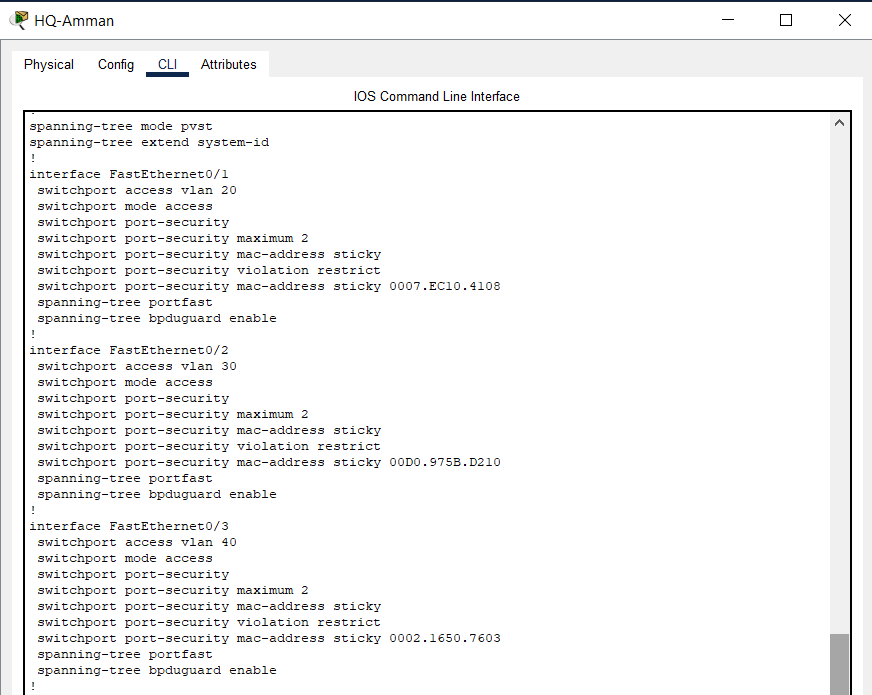 HQ-Amman
Physical Config CLI Attributes
IOS Command Line Interface
!
spanning-tree mode pvst
spanning-tree extend system-id
!
interface FastEthernet0/1
switchport access vlan 20
switchport mode access
switchport port-security
switchport port-security maximum 2
switchport port-security mac-address sticky
switchport port-security violation restrict
switchport port-security mac-address sticky 0007.EC10.4108
spanning-tree portfast
spanning-tree bpduguard enable
!
interface FastEthernet0/2
switchport access vlan 30
switchport mode access
switchport port-security
switchport port-security maximum 2
switchport port-security mac-address sticky
switchport port-security violation restrict
switchport port-security mac-address sticky 00D0.975B.D210
spanning-tree portfast
spanning-tree bpduguard enable
!
interface FastEthernet0/3
switchport access vlan 40
switchport mode access
switchport port-security
switchport port-security maximum 2
switchport port-security mac-address sticky
switchport port-security violation restrict
switchport port-security mac-address sticky 0002.1650.7603
spanning-tree portfast
spanning-tree bpduguard enable
!